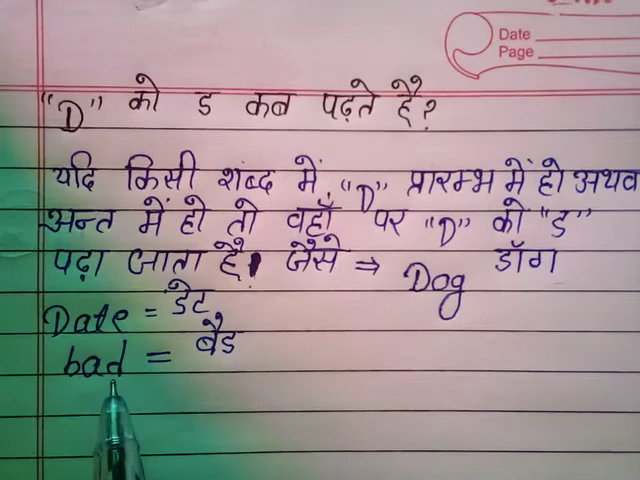 Date
Page
"D" को ड कब पढ़ते है?
यदि किसी शब्द में "D" प्रारम्भ में हो अथव
अन्त में हो तो वहाँ पर "D" को "ड"
पढ़ा जाता है। जैसे ⇒ Dog डॉग
Date = डेट
bad = बैड